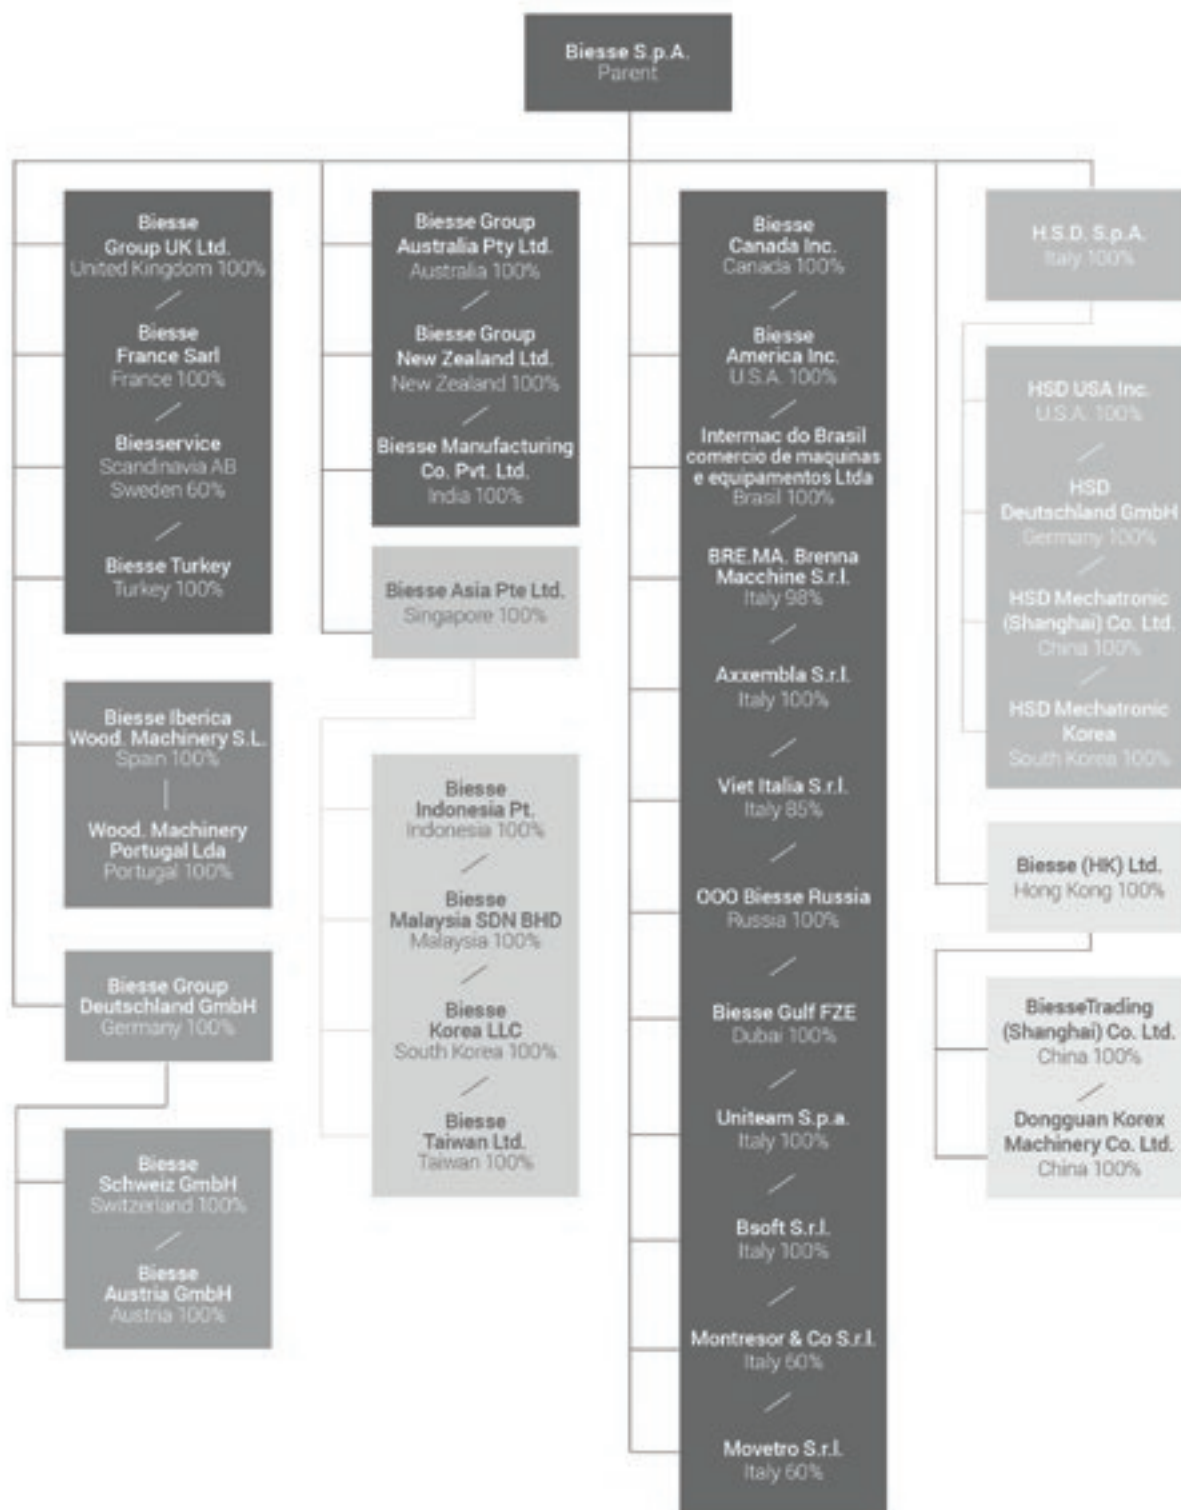 Biesse S.p.A.
Parent
Biesse
Group UK Ltd.
United Kingdom 100%
Biesse
France Sarl
France 100%
Biesservice
Scandinavia AB
Sweden 60%
Biesse Turkey
Turkey 100%
Biesse Iberica
Wood. Machinery S.L.
Spain 100%
Wood. Machinery
Portugal Lda
Portugal 100%
Biesse Group
Deutschland GmbH
Germany 100%
Biesse
Schweiz GmbH
Switzerland 100%
Biesse
Austria GmbH
Austria 100%
Biesse Group
Australia Pty Ltd.
Australia 100%
Biesse Group
New Zealand Ltd.
New Zealand 100%
Biesse Manufacturing
Co. Pvt. Ltd.
India 100%
Biesse Asia Pte Ltd.
Singapore 100%
Biesse
Indonesia Pt.
Indonesia 100%
Biesse
Malaysia SDN BHD
Malaysia 100%
Biesse
Korea LLC
South Korea 100%
Biesse
Taiwan Ltd.
Taiwan 100%
Biesse
Canada Inc.
Canada 100%
Biesse
America Inc.
U.S.A. 100%
Intermac do Brasil
comercio de maquinas
e equipamentos Ltda
Brasil 100%
BRE.MA. Brenna
Macchine S.r.l.
Italy 98%
Axxembla S.r.l.
Italy 100%
Viet Italia S.r.l.
Italy 85%
OOO Biesse Russia
Russia 100%
Biesse Gulf FZE
Dubai 100%
Uniteam S.p.a.
Italy 100%
Bsoft S.r.l.
Italy 100%
Montresor & Co S.r.l.
Italy 60%
Movetro S.r.l.
Italy 60%
H.S.D. S.p.A.
Italy 100%
HSD USA Inc.
U.S.A. 100%
HSD
Deutschland GmbH
Germany 100%
HSD Mechatronic
(Shanghai) Co. Ltd.
China 100%
HSD Mechatronic
Korea
South Korea 100%
Biesse (HK) Ltd.
Hong Kong 100%
BiesseTrading
(Shanghai) Co. Ltd.
China 100%
Dongguan Korex
Machinery Co. Ltd.
China 100%